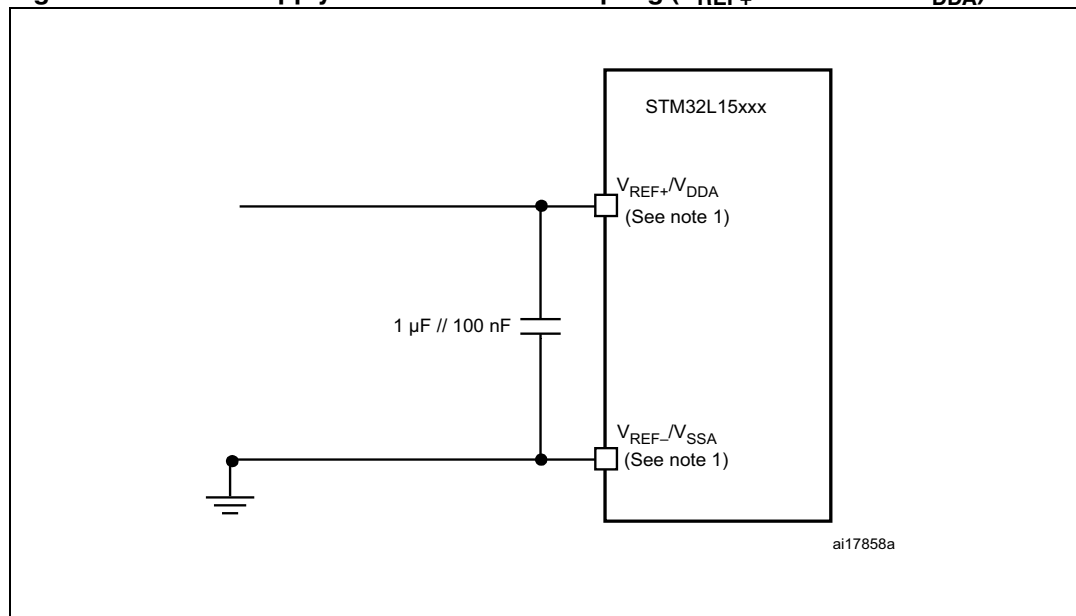 STM32L15xxx
VREF+/VDDA
(See note 1)
1 µF // 100 nF
VREF–/VSSA
(See note 1)
ai17858a